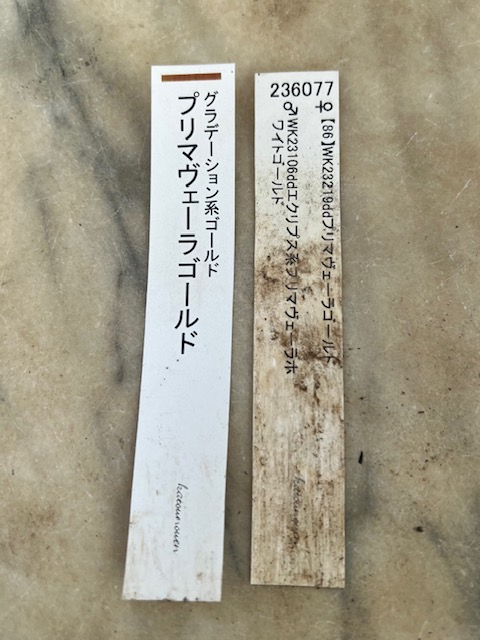 グラデーション系ゴールド
プリマヴェーラゴールド
katounouen
236077
♀【86】WK23219ddプリマヴェーラゴールド
♂WK23106ddエクリプス系プリマヴェーラホ
ワイトゴールド
katounouen